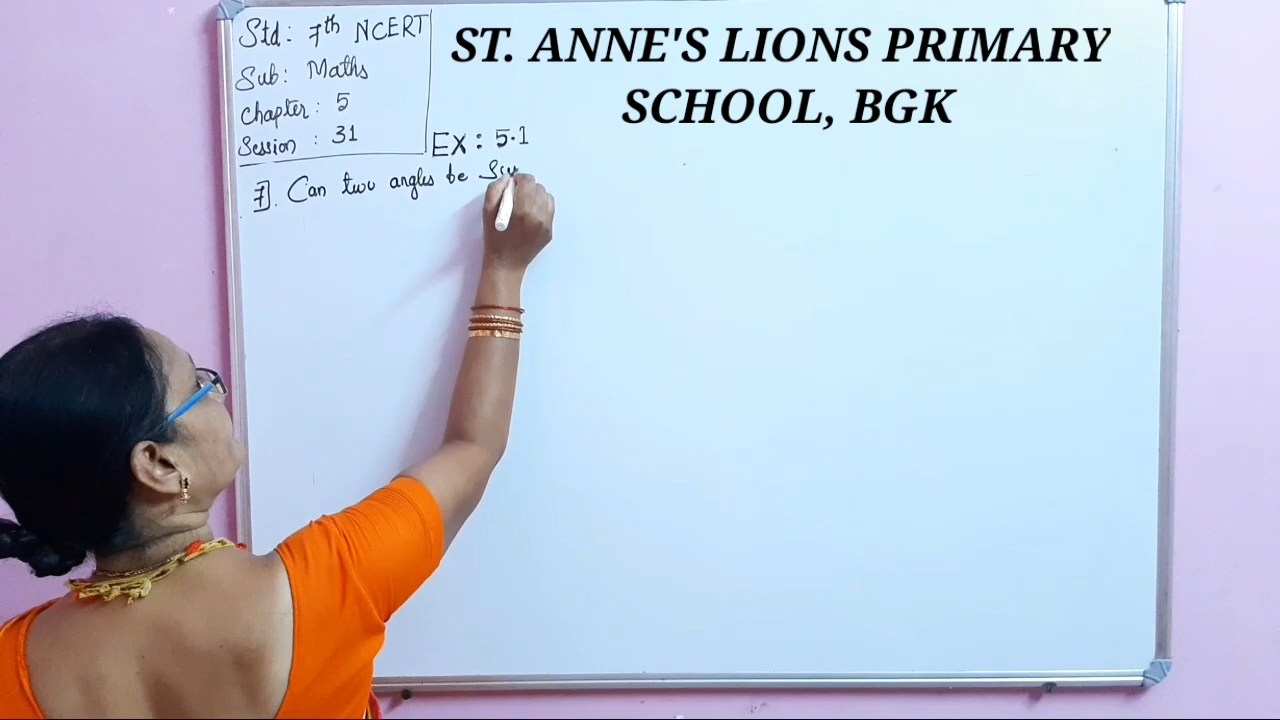 ST. ANNE'S LIONS PRIMARY
SCHOOL, BGK
Std: 7th NCERT
Sub: Maths
Chapter: 5
Session: 31
Ex: 5.1
7]. Can two angles be